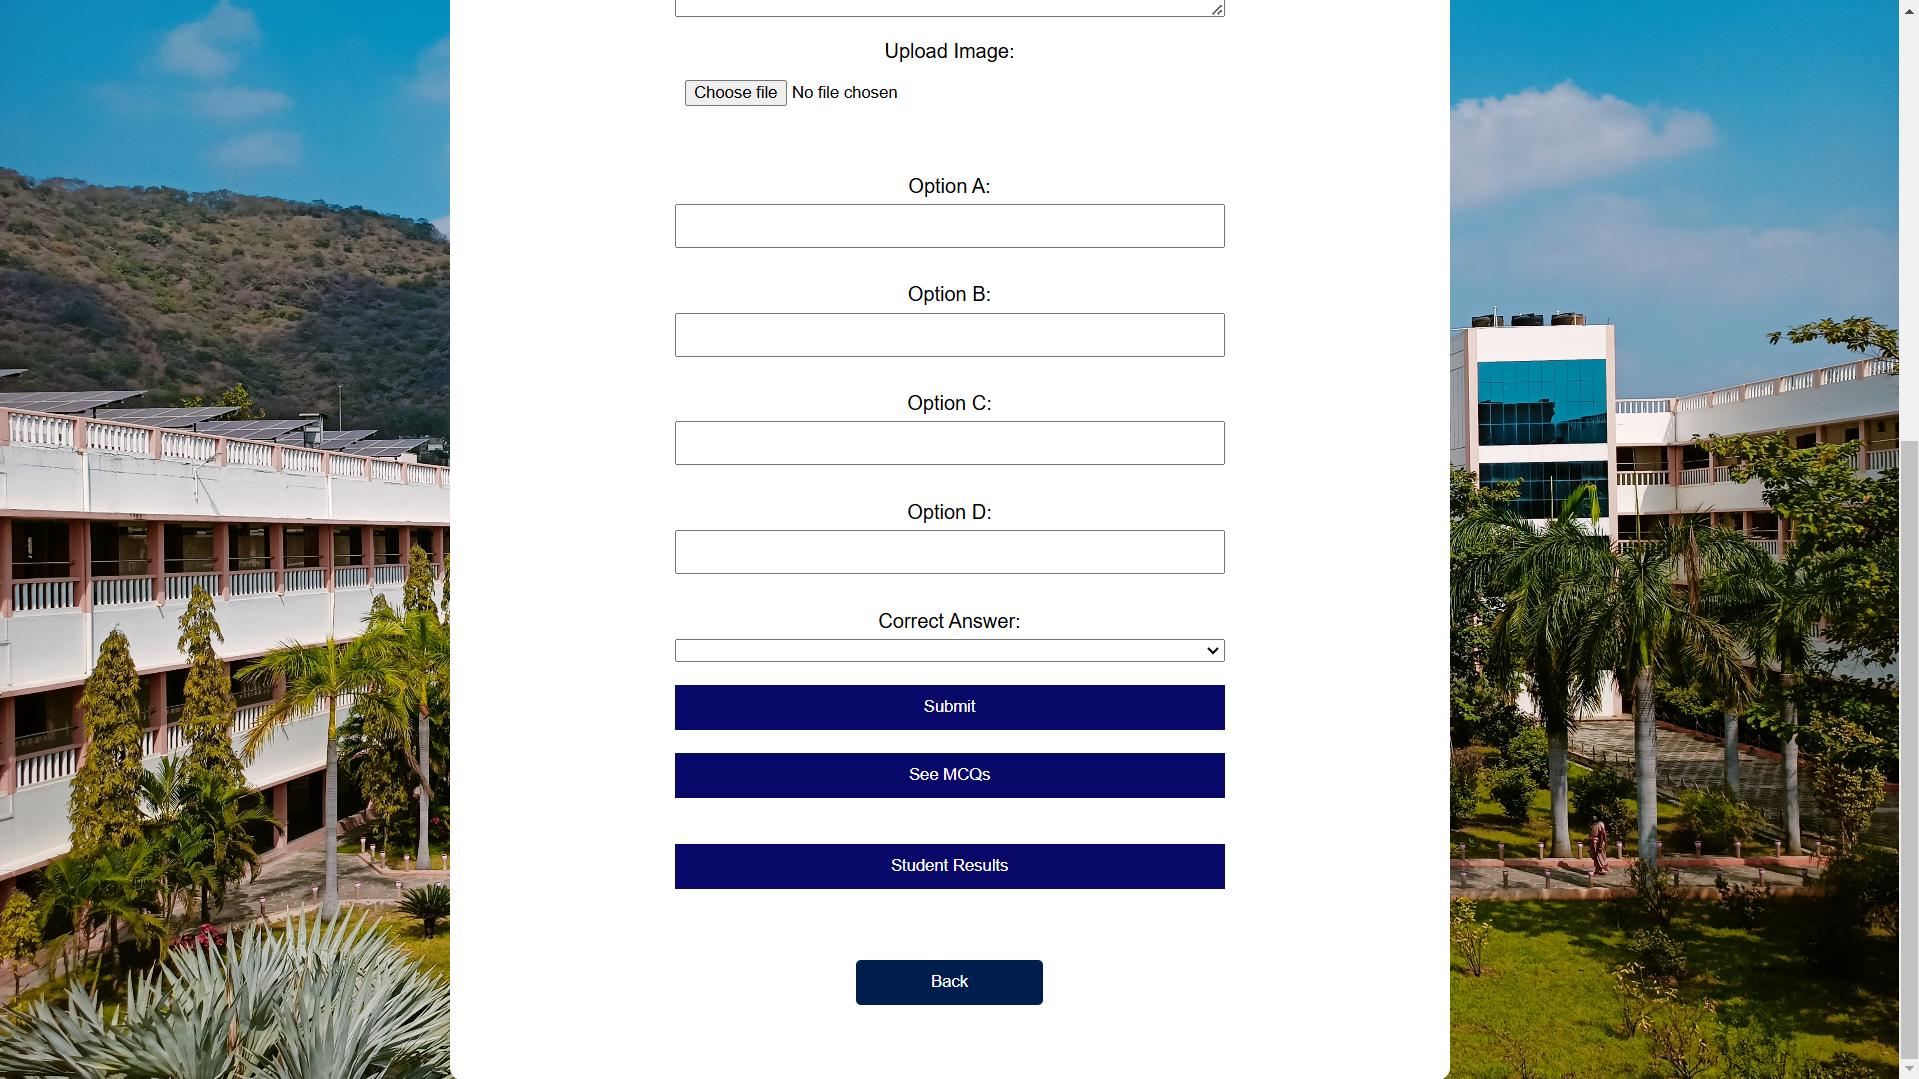 Upload Image:
Choose file No file chosen
Option A:
Option B:
Option C:
Option D:
Correct Answer:
Submit
See MCQs
Student Results
Back